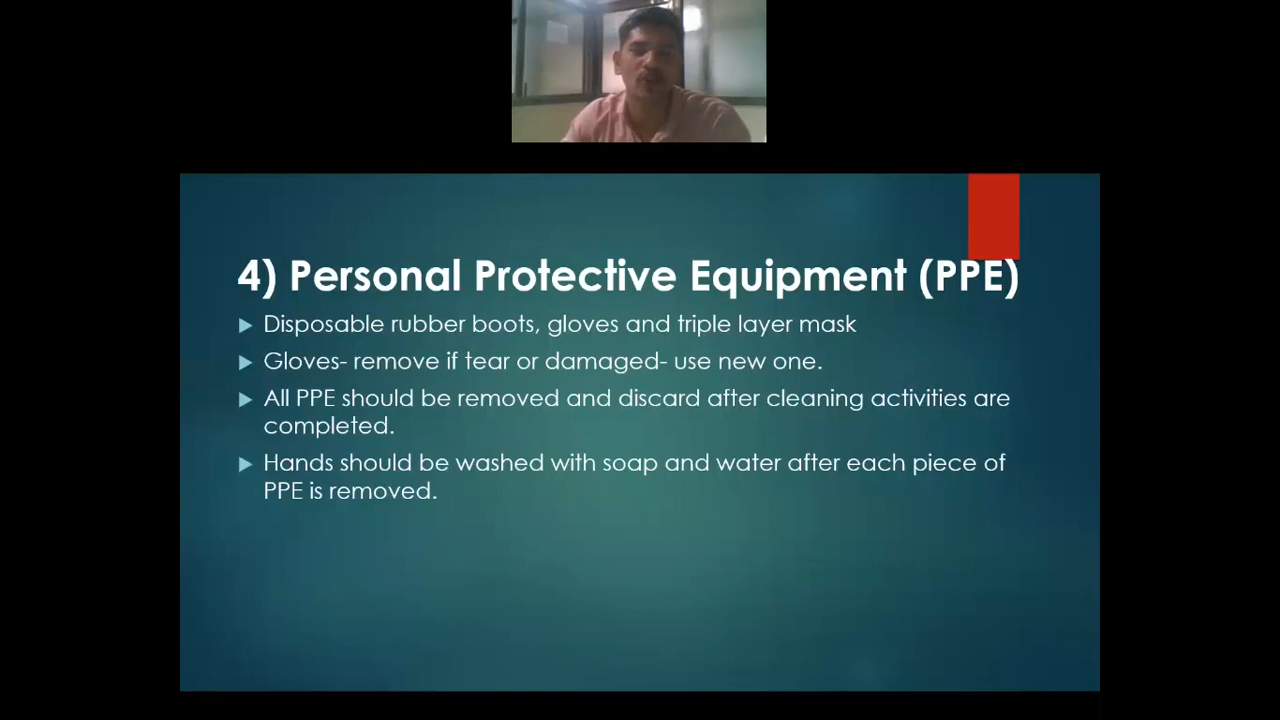 4) Personal Protective Equipment (PPE)
Disposable rubber boots, gloves and triple layer mask
Gloves- remove if tear or damaged- use new one.
All PPE should be removed and discard after cleaning activities are
completed.
Hands should be washed with soap and water after each piece of
PPE is removed.